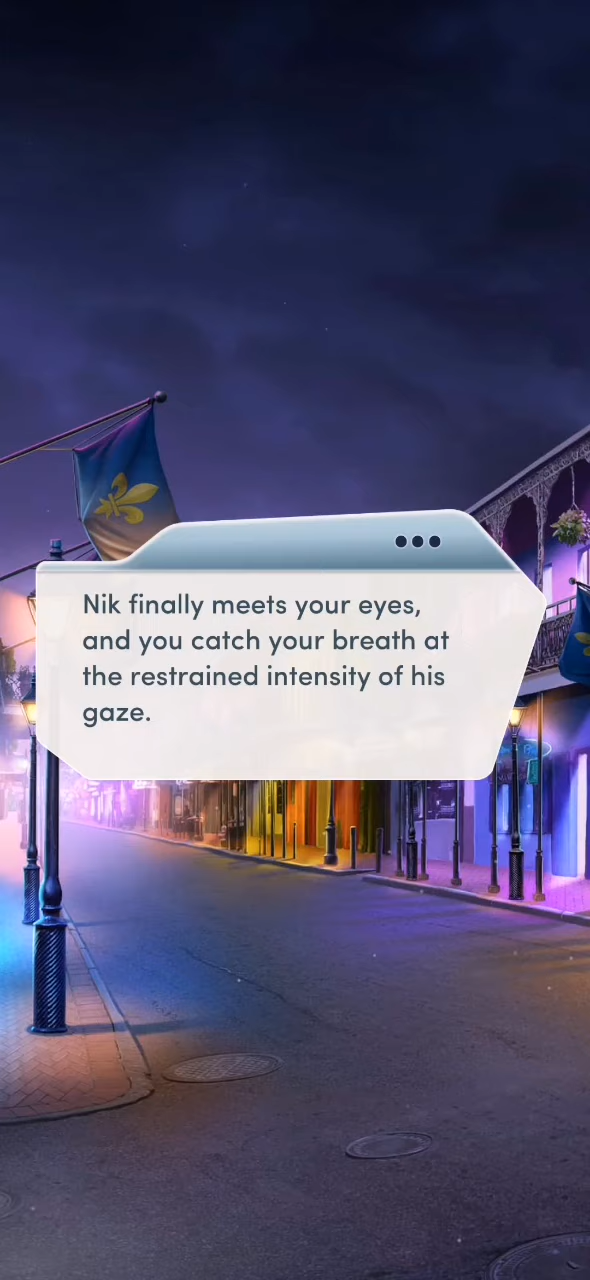 Nik finally meets your eyes,
and you catch your breath at
the restrained intensity of his
gaze.